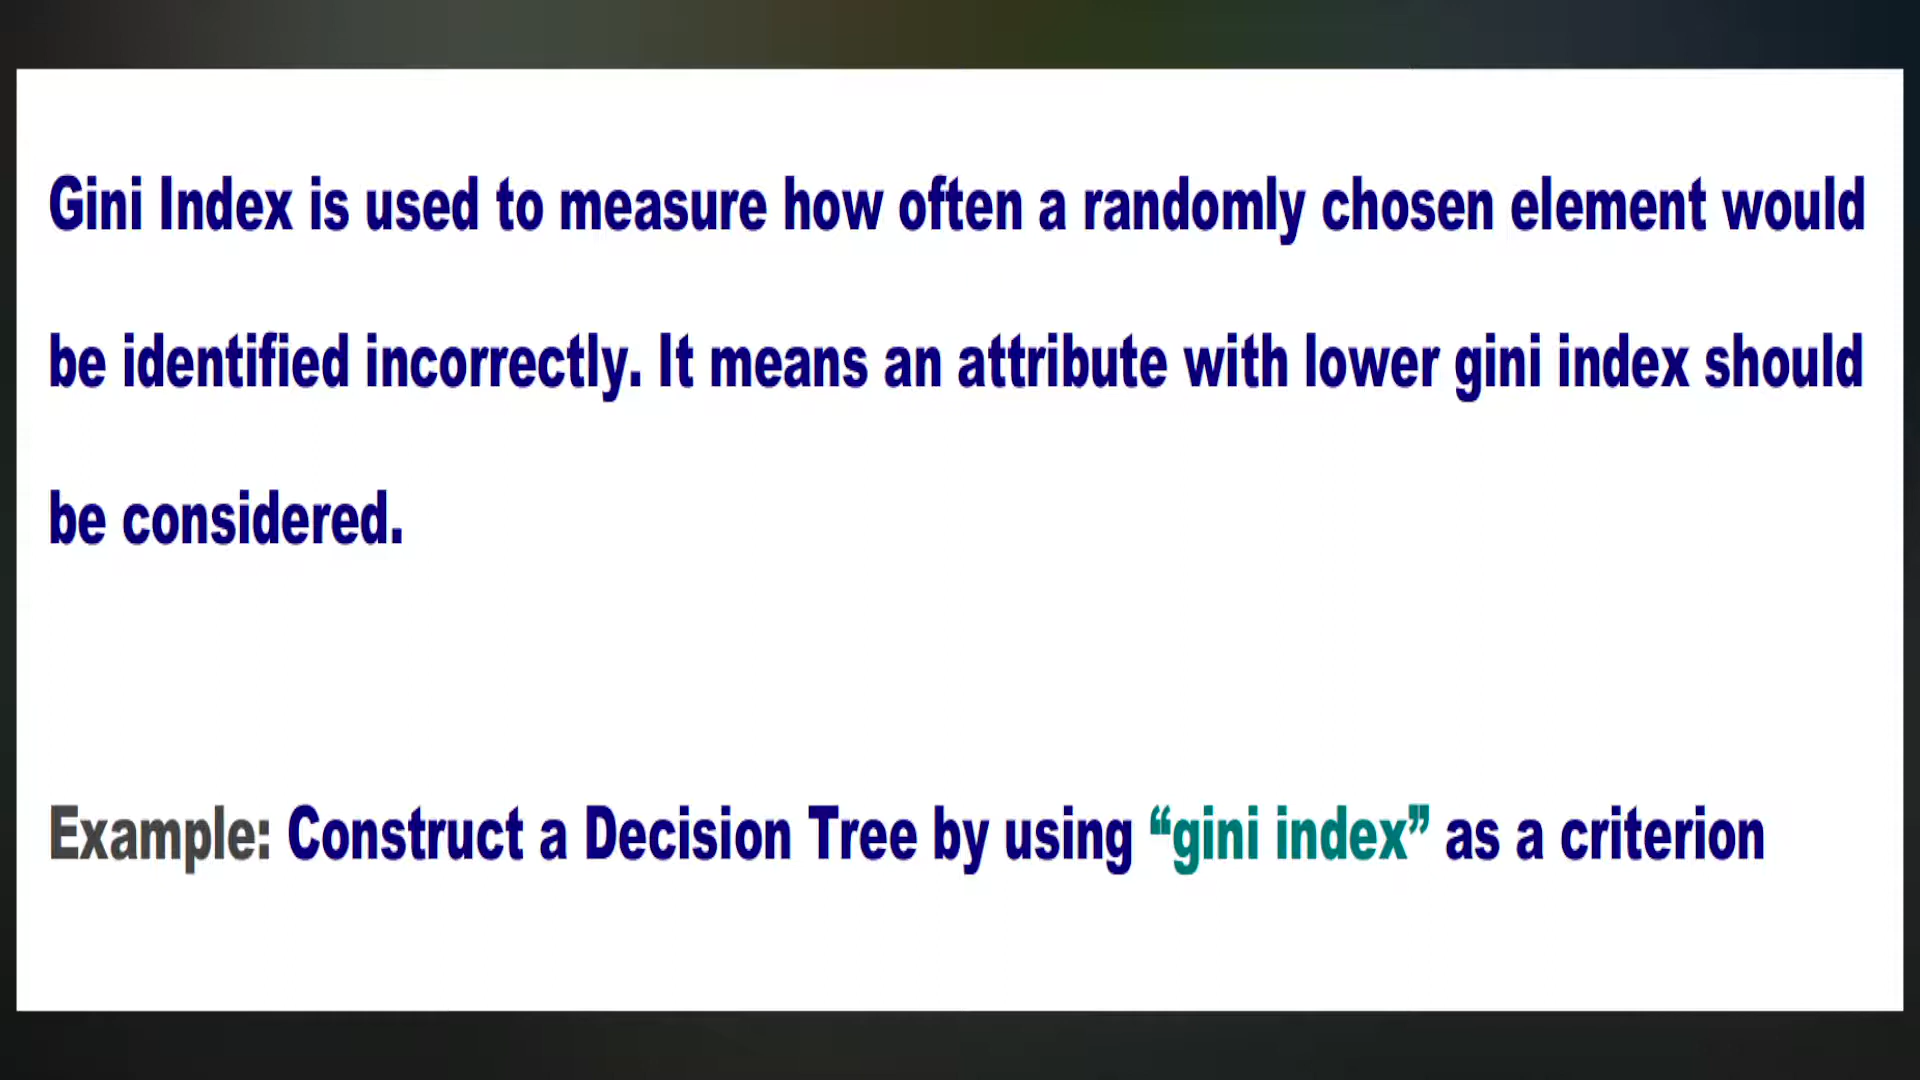 Gini Index is used to measure how often a randomly chosen element would
be identified incorrectly. It means an attribute with lower gini index should
be considered.
Example: Construct a Decision Tree by using “gini index” as a criterion